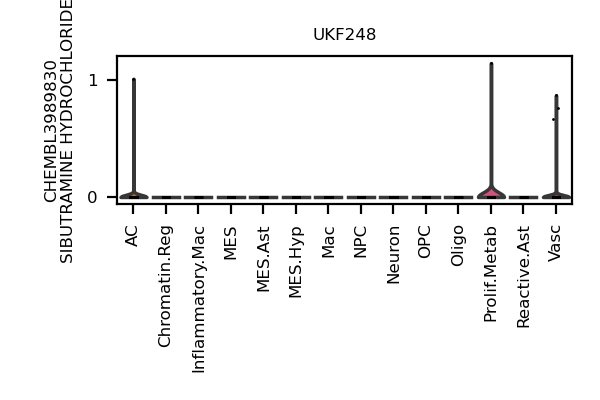 UKF248
CHEMBL3989830
SIBUTRAMINE HYDROCHLORIDE
1
0
AC
Chromatin.Reg
Inflammatory.Mac
MES
MES.Ast
MES.Hyp
Mac
NPC
Neuron
OPC
Oligo
Prolif.Metab
Reactive.Ast
Vasc